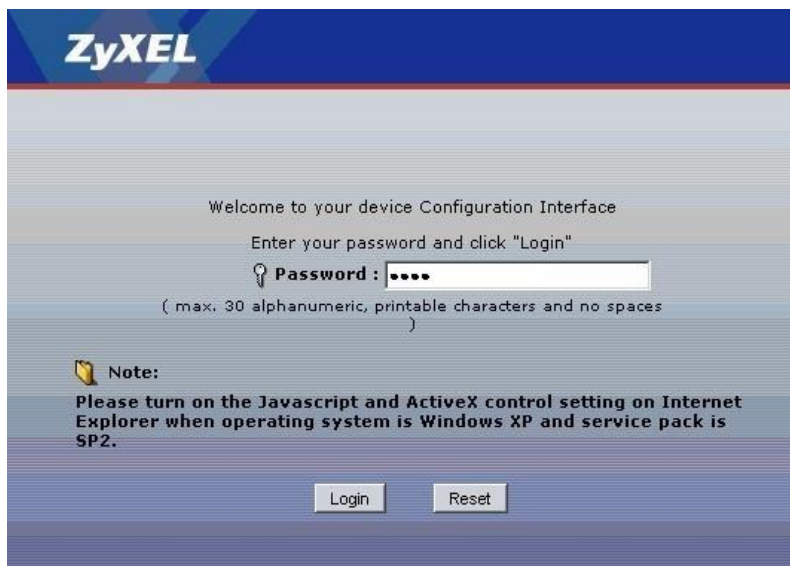 ZyXEL
Welcome to your device Configuration Interface
Enter your password and click "Login"
Password : ••••
( max. 30 alphanumeric, printable characters and no spaces
)
Note:
Please turn on the Javascript and ActiveX control setting on Internet
Explorer when operating system is Windows XP and service pack is
SP2.
Login Reset